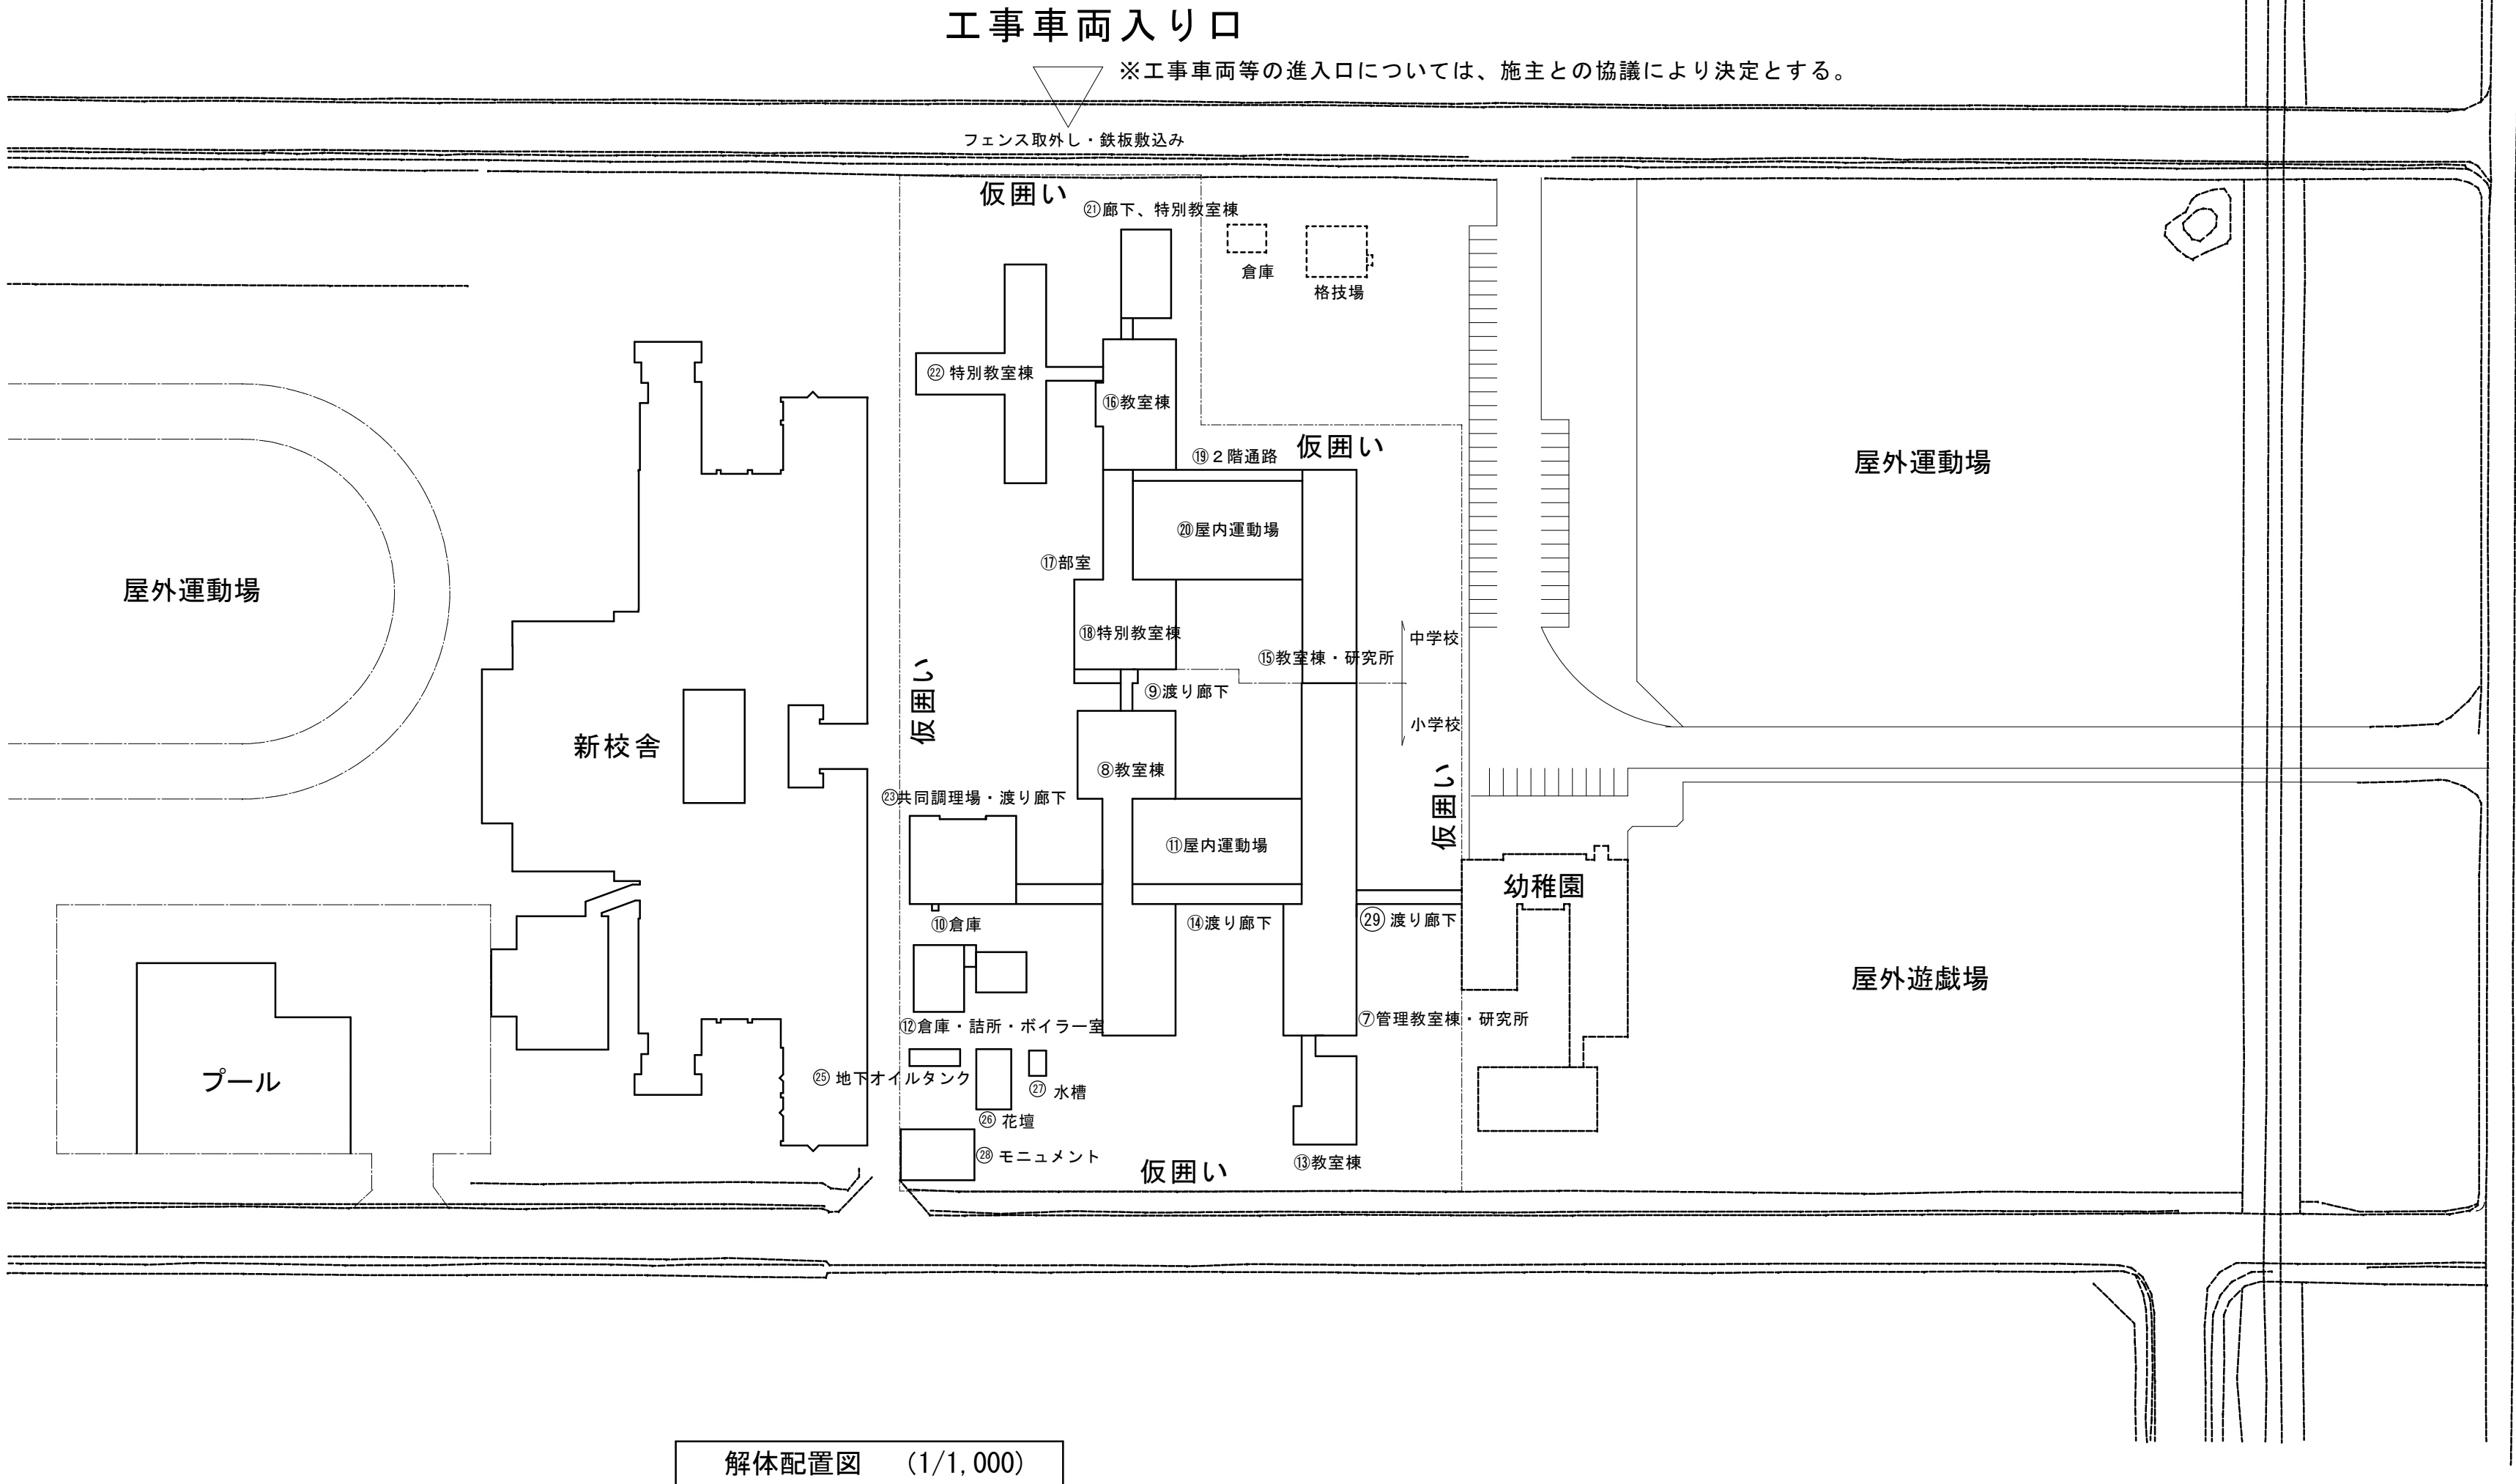 工事車両入り口
※工事車両等の進入口については、施主との協議により決定とする。
フェンス取外し・鉄板敷込み
仮囲い
㉑廊下、特別教室棟
倉庫
格技場
㉒ 特別教室棟
⑯教室棟
仮囲い
⑲２階通路
屋外運動場
⑳屋内運動場
⑰部室
屋外運動場
⑱特別教室棟
中学校
⑮教室棟・研究所
⑨渡り廊下
仮囲い
小学校
新校舎
⑧教室棟
㉓共同調理場・渡り廊下
仮囲い
⑪屋内運動場
幼稚園
⑩倉庫
⑭渡り廊下
㉙ 渡り廊下
屋外遊戯場
⑫倉庫・詰所・ボイラー室
⑦管理教室棟・研究所
プール
㉕ 地下オイルタンク
㉗ 水槽
㉖ 花壇
㉘ モニュメント
⑬教室棟
仮囲い
解体配置図　（1/1,000）